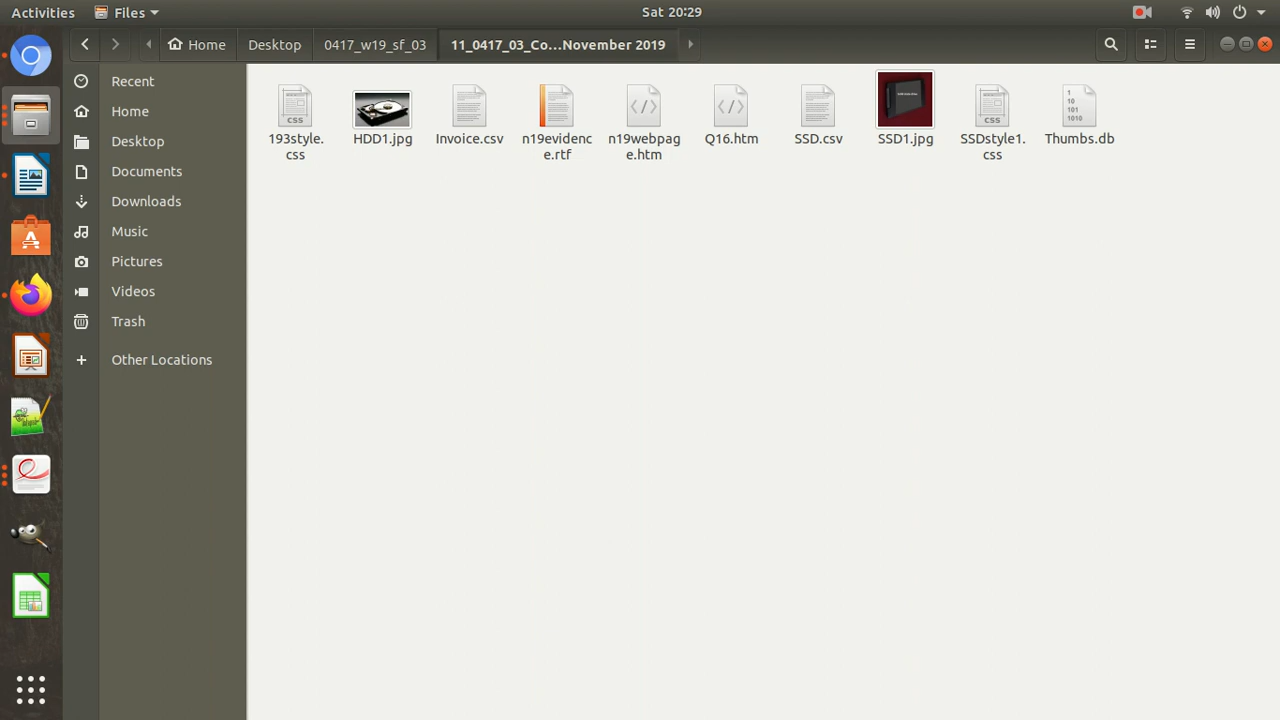 Activities
Files
Sat 20:29
Home
Desktop
0417_w19_sf_03
11_0417_03_Co…November 2019
Recent
Home
Desktop
Documents
Downloads
Music
Pictures
Videos
Trash
Other Locations
193style.
css
HDD1.jpg
Invoice.csv
n19evidenc
e.rtf
n19webpag
e.htm
Q16.htm
SSD.csv
SSD1.jpg
SSDstyle1.
css
Thumbs.db